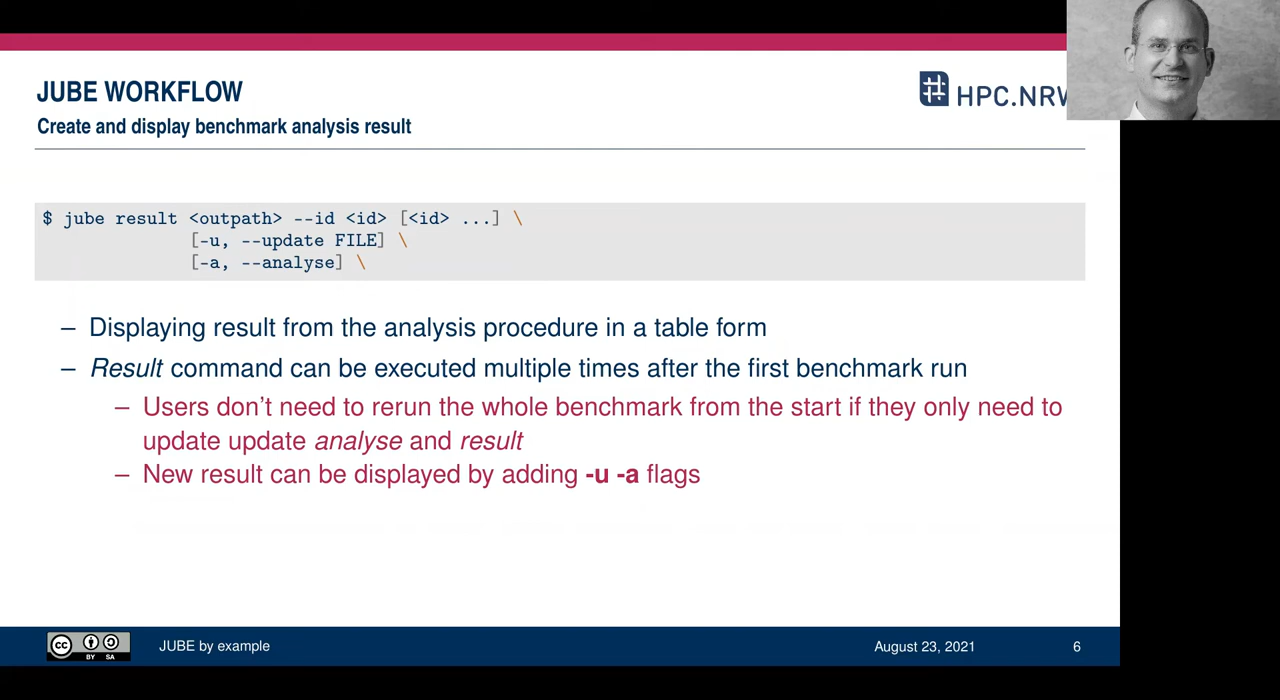 JUBE WORKFLOW
HPC.NRW
Create and display benchmark analysis result
$ jube result <outpath> --id <id> [<id> ...] \
[-u, --update FILE] \
[-a, --analyse] \
– Displaying result from the analysis procedure in a table form
– Result command can be executed multiple times after the first benchmark run
– Users don't need to rerun the whole benchmark from the start if they only need to
update update analyse and result
– New result can be displayed by adding -u -a flags
cc BY SA
JUBE by example
August 23, 2021
6